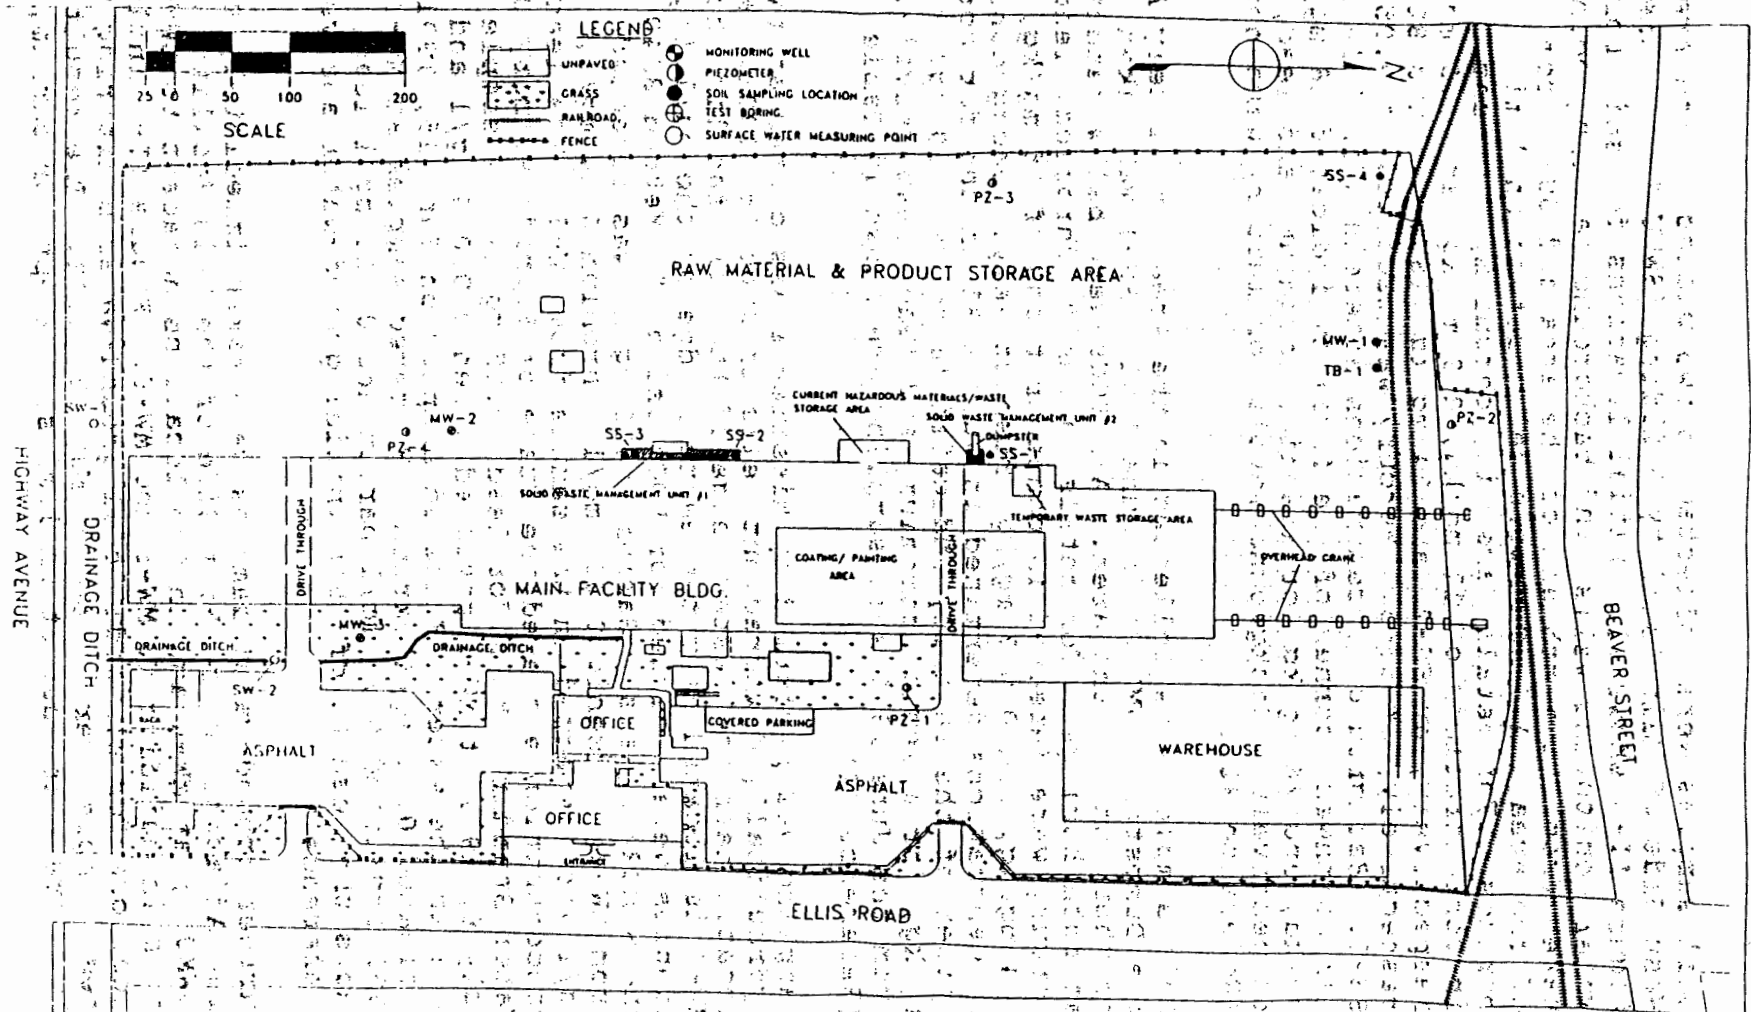 LEGEND
UNPAVED
GRASS
RAILROAD
FENCE
MONITORING WELL
PIEZOMETER
SOIL SAMPLING LOCATION
TEST BORING
SURFACE WATER MEASURING POINT
25 0 50 100 200
SCALE
N
SS-4
PZ-3
RAW MATERIAL & PRODUCT STORAGE AREA
MW-1
TB-1
PZ-2
SW-1
MW-2
PZ-4
SS-3
SS-2
CURRENT HAZARDOUS MATERIALS/WASTE
STORAGE AREA
SOLID WASTE MANAGEMENT UNIT #2
DUMPSTER
SS-1
SOLID WASTE MANAGEMENT UNIT #1
TEMPORARY WASTE STORAGE AREA
HIGHWAY AVENUE
DRAINAGE DITCH
DRIVE THROUGH
COATING/ PAINTING
AREA
DRIVE THROUGH
OVERHEAD CRANE
MAIN FACILITY BLDG.
MW-3
DRAINAGE DITCH
DRAINAGE DITCH
SW-2
PZ-1
OFFICE
COVERED PARKING
ASPHALT
WAREHOUSE
BEAVER STREET
ASPHALT
OFFICE
ENTRANCE
ELLIS ROAD